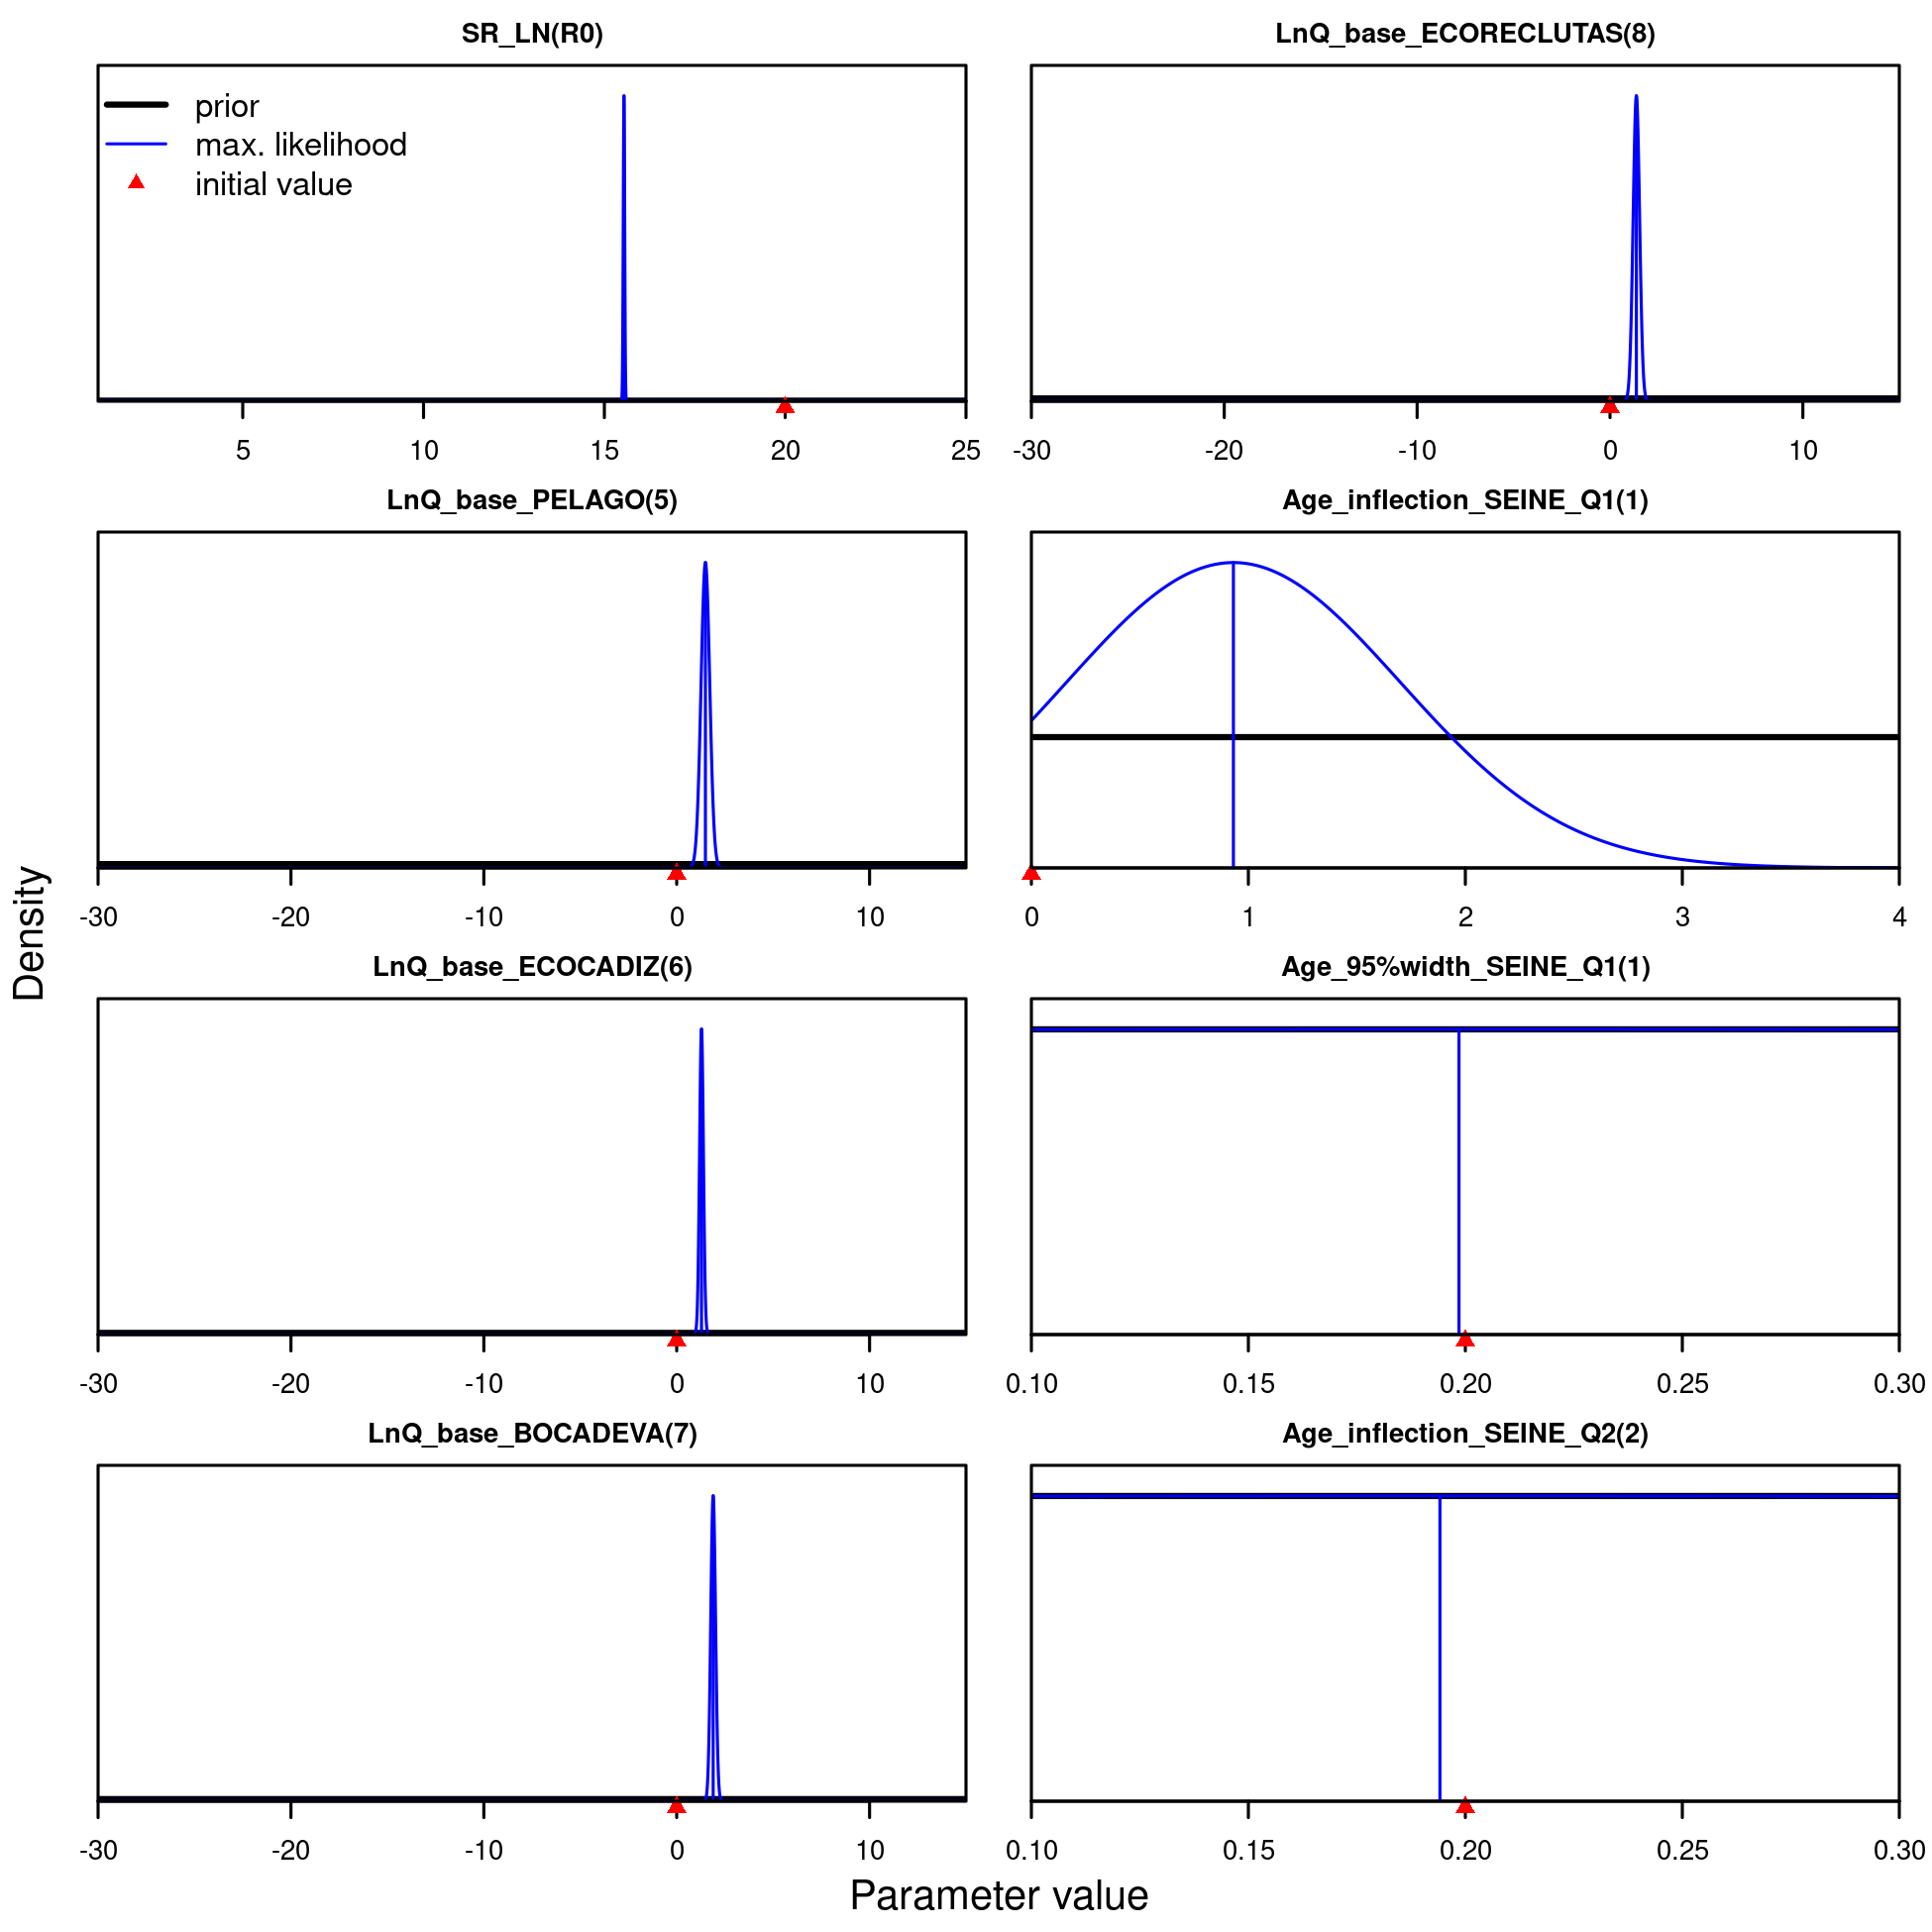 SR_LN(R0)
prior
max. likelihood
initial value
5 10 15 20 25
LnQ_base_ECORECLUTAS(8)
-30 -20 -10 0 10
LnQ_base_PELAGO(5)
-30 -20 -10 0 10
Age_inflection_SEINE_Q1(1)
0 1 2 3 4
LnQ_base_ECOCADIZ(6)
-30 -20 -10 0 10
Age_95%width_SEINE_Q1(1)
0.10 0.15 0.20 0.25 0.30
LnQ_base_BOCADEVA(7)
-30 -20 -10 0 10
Age_inflection_SEINE_Q2(2)
0.10 0.15 0.20 0.25 0.30
Density
Parameter value